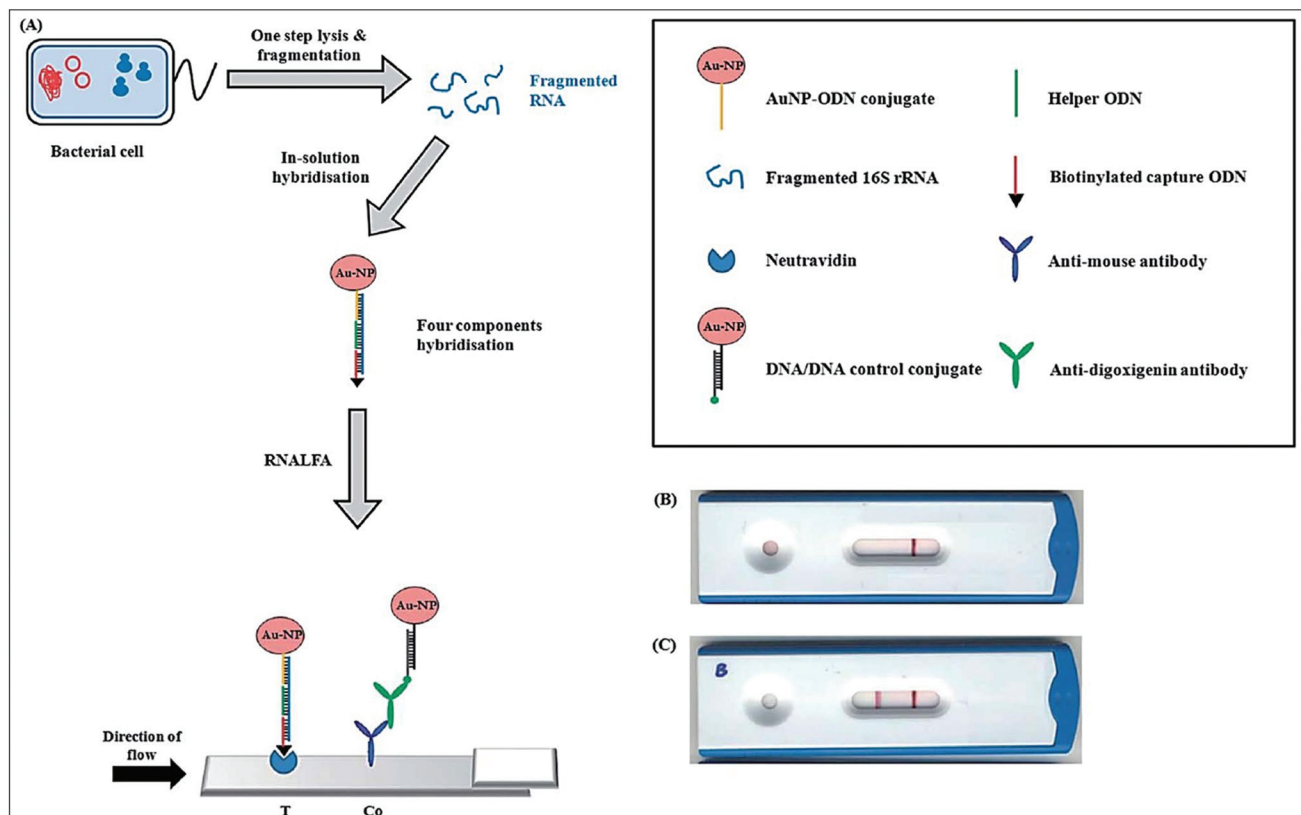 (A)
One step lysis &
fragmentation
Fragmented
RNA
Bacterial cell
In-solution
hybridisation
Au-NP
Four components
hybridisation
RNALFA
Au-NP
Au-NP
Direction of
flow
T
Co
Au-NP
AuNP-ODN conjugate
Helper ODN
Fragmented 16S rRNA
Biotinylated capture ODN
Neutravidin
Anti-mouse antibody
Au-NP
DNA/DNA control conjugate
Anti-digoxigenin antibody
(B)
(C)
B